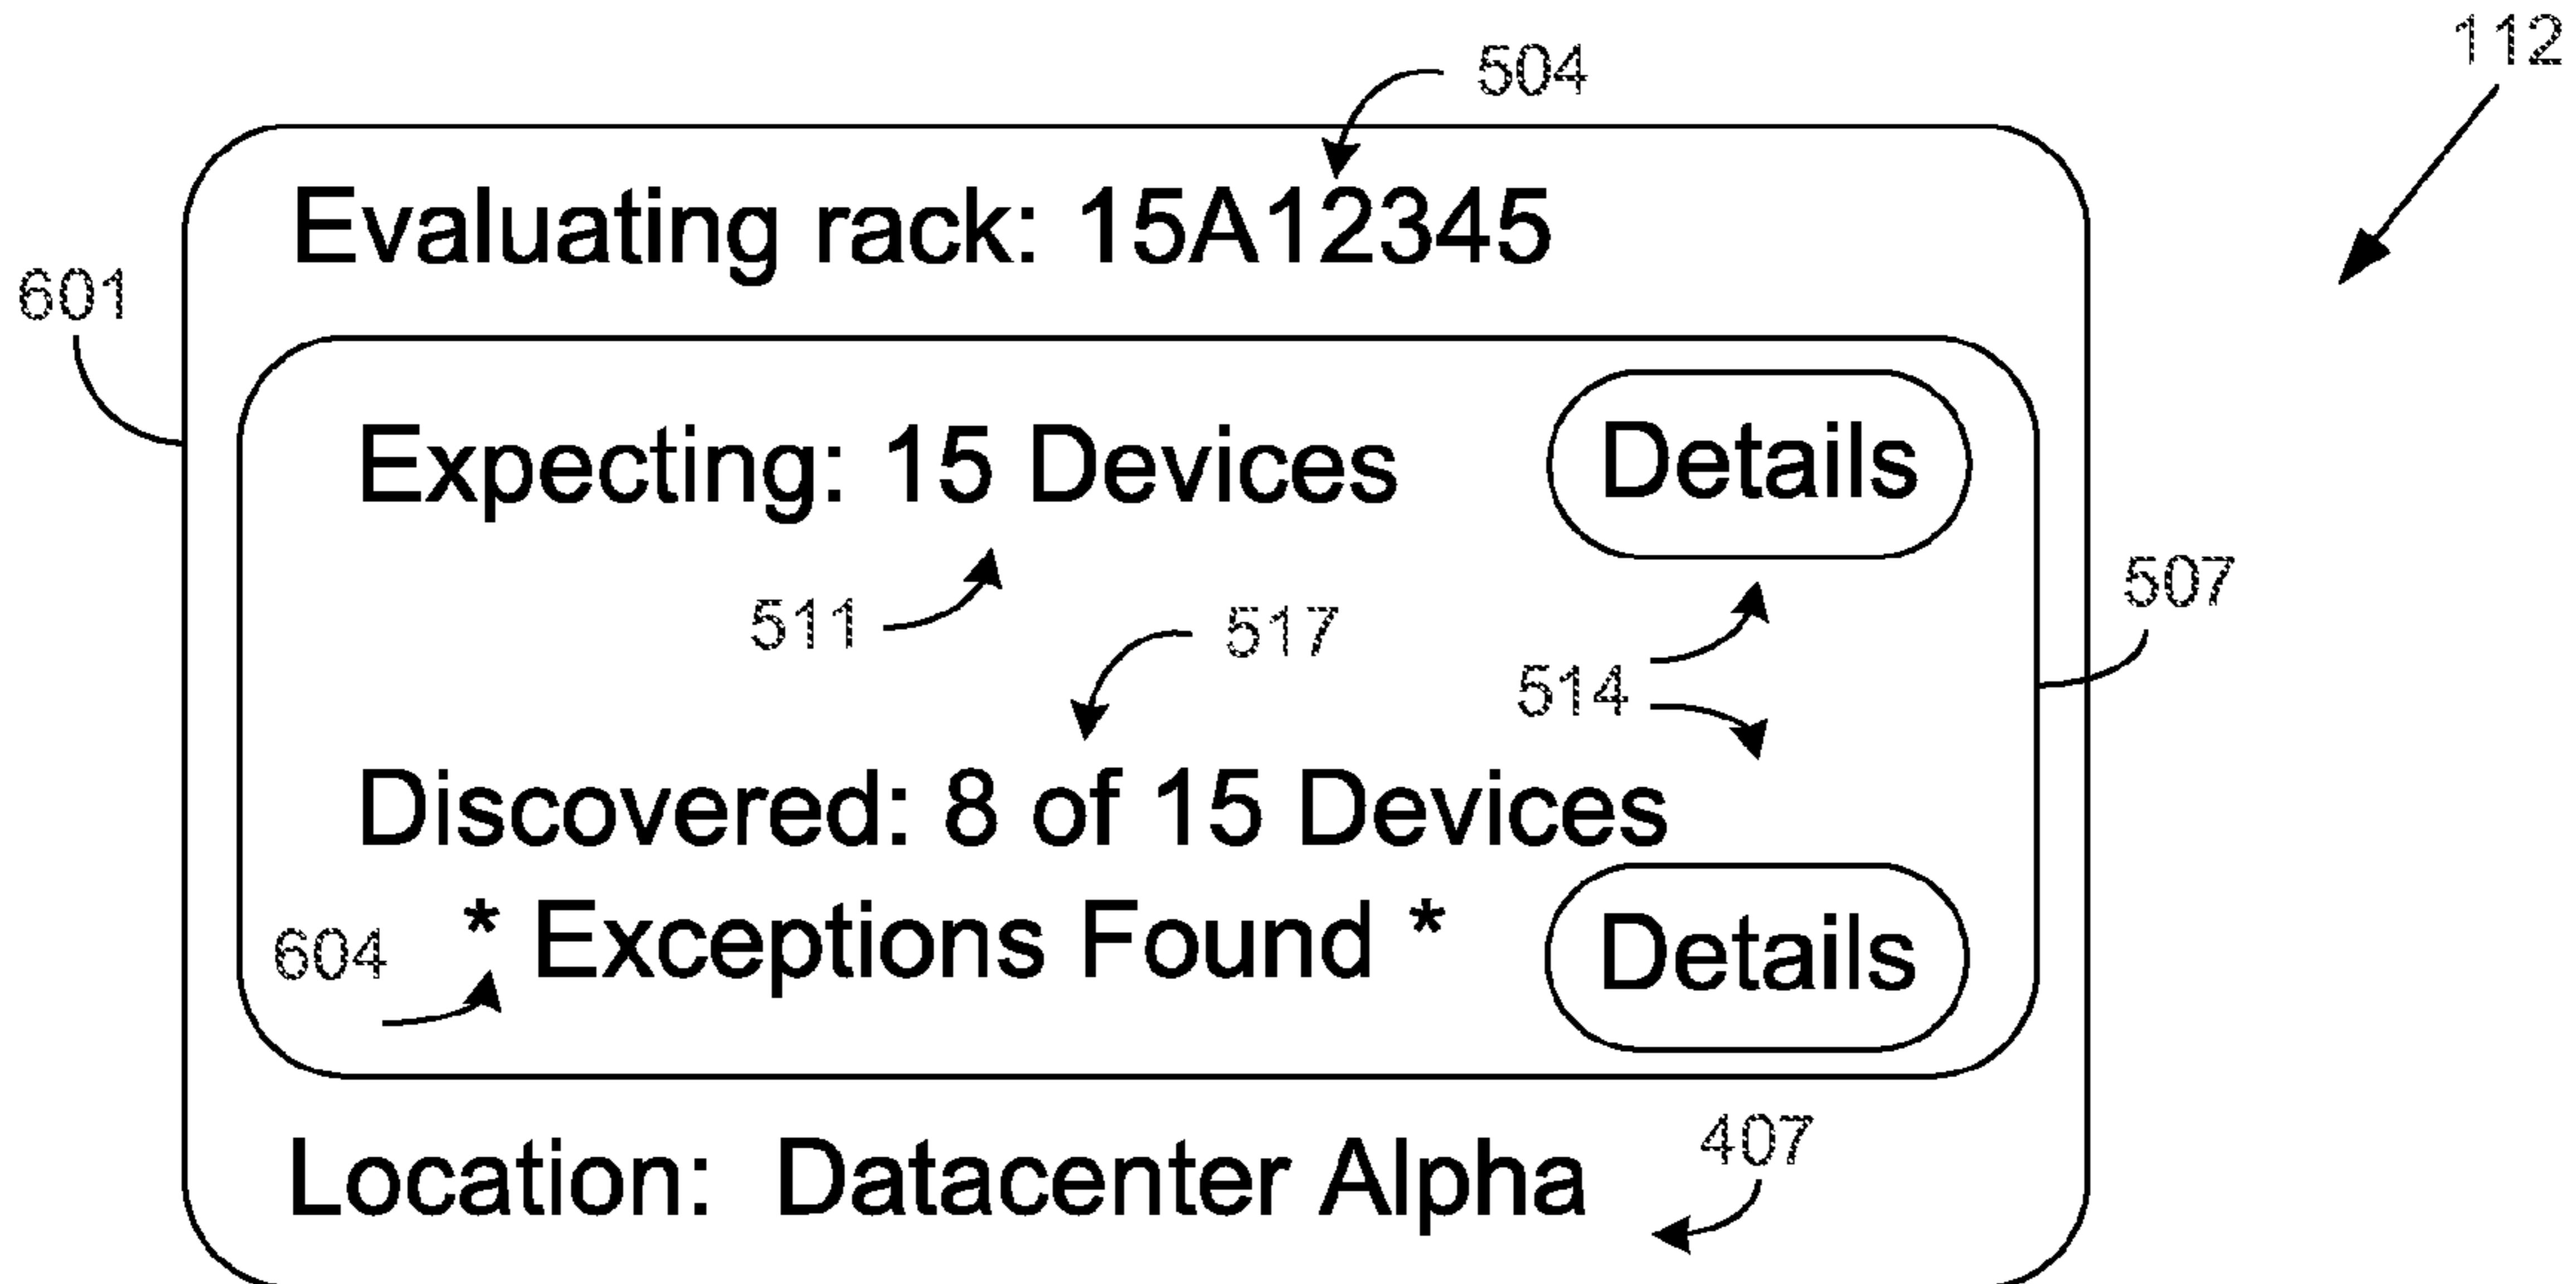 112
504
Evaluating rack: 15A12345
601
Expecting: 15 Devices
Details
507
511
517
514
Discovered: 8 of 15 Devices
* Exceptions Found *
Details
604
407
Location: Datacenter Alpha